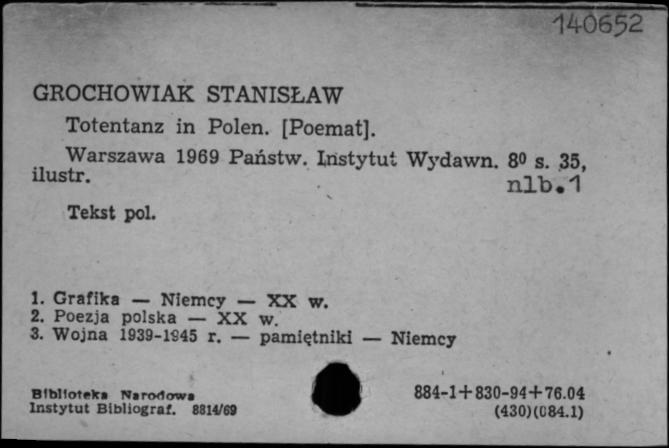 140652
GROCHOWIAK STANISŁAW
Totentanz in Polen. [Poemat].
Warszawa 1969 Państw. Instytut Wydawn. 8⁰ s. 35,
ilustr. nlb.1
Tekst pol.
1. Grafika — Niemcy — XX w.
2. Poezja polska — XX w.
3. Wojna 1939-1945 r. — pamiętniki — Niemcy
Biblioteka Narodowa
Instytut Bibliograf. 8814/69
884-1+830-94+76.04
(430)(084.1)